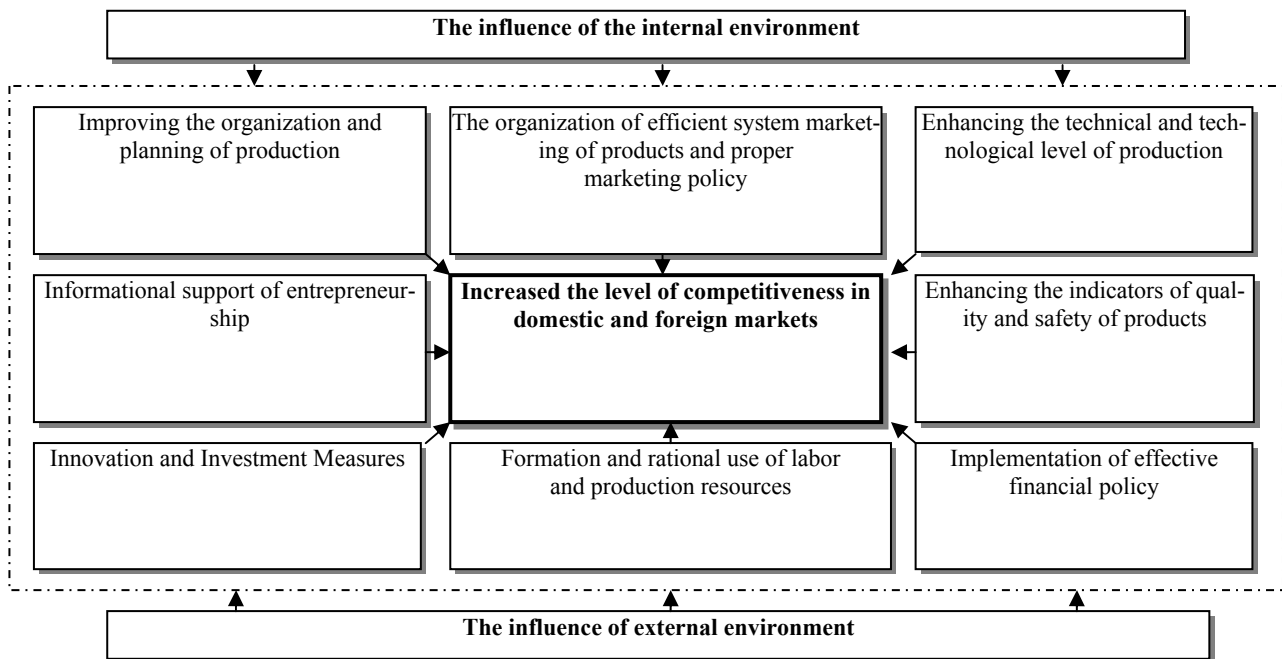 The influence of the internal environment
Improving the organization and
planning of production
The organization of efficient system market-
ing of products and proper
marketing policy
Enhancing the technical and tech-
nological level of production
Informational support of entrepreneur-
ship
Increased the level of competitiveness in
domestic and foreign markets
Enhancing the indicators of qual-
ity and safety of products
Innovation and Investment Measures
Formation and rational use of labor
and production resources
Implementation of effective
financial policy
The influence of external environment